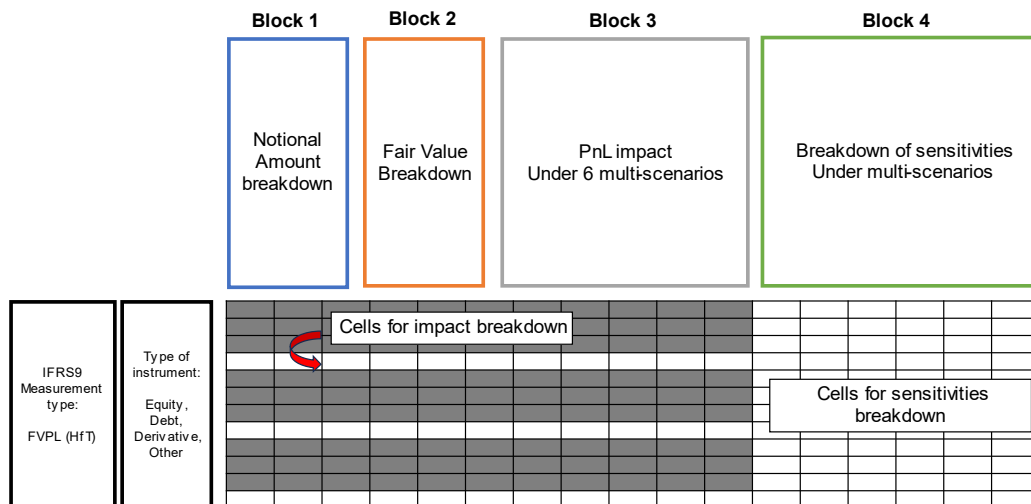 Block 1
Block 2
Block 3
Block 4
Notional
Amount
breakdown
Fair Value
Breakdown
PnL impact
Under 6 multi-scenarios
Breakdown of sensitivities
Under multi-scenarios
IFRS9
Measurement
type:
FVPL (HfT)
Type of
instrument:
Equity,
Debt,
Derivative,
Other
Cells for impact breakdown
Cells for sensitivities
breakdown